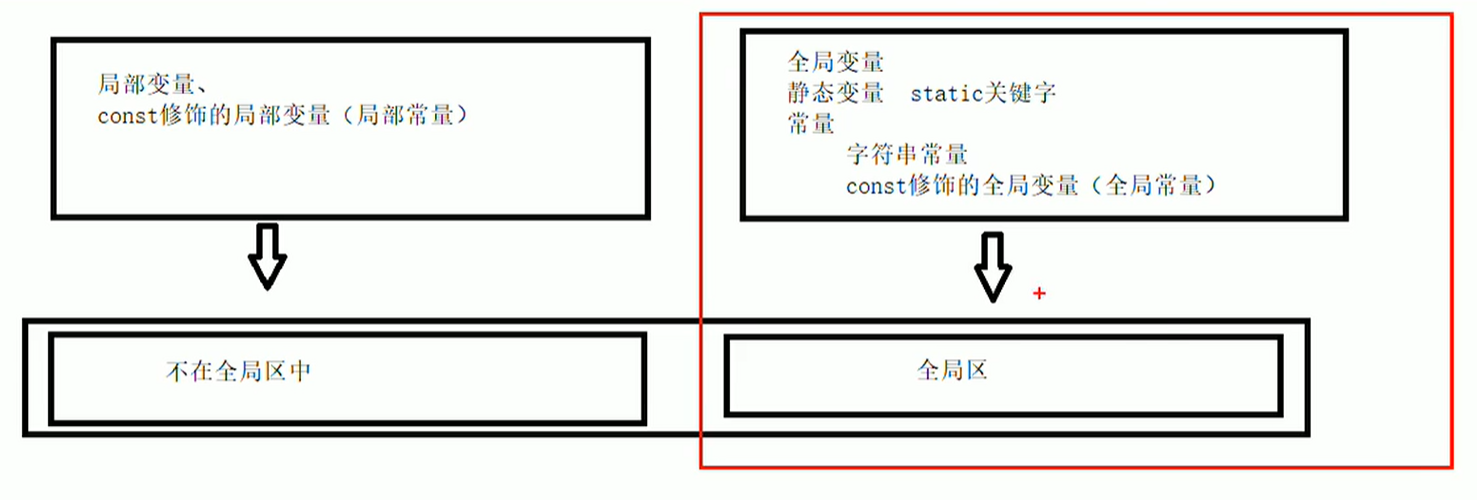 局部变量、
const修饰的局部变量（局部常量）
全局变量
静态变量 static关键字
常量
字符串常量
const修饰的全局变量（全局常量）
不在全局区中
全局区